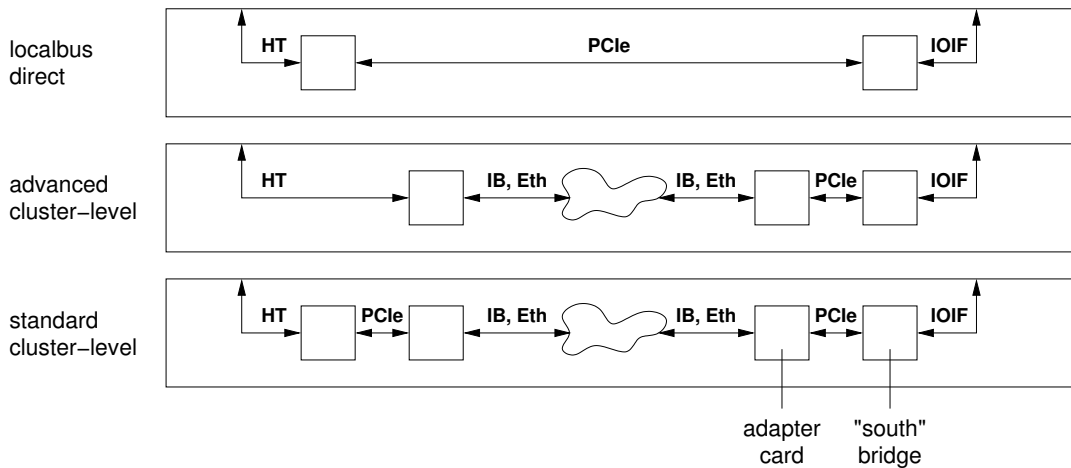 localbus
direct
HT
PCIe
IOIF
advanced
cluster−level
HT
IB, Eth
IB, Eth
PCIe
IOIF
standard
cluster−level
HT
PCIe
IB, Eth
IB, Eth
PCIe
IOIF
adapter
card
"south"
bridge